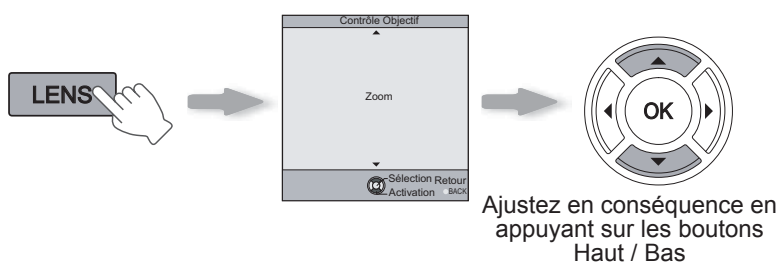 LENS
Contrôle Objectif
Zoom
Sélection Retour
Activation BACK
OK
Ajustez en conséquence en
appuyant sur les boutons
Haut / Bas